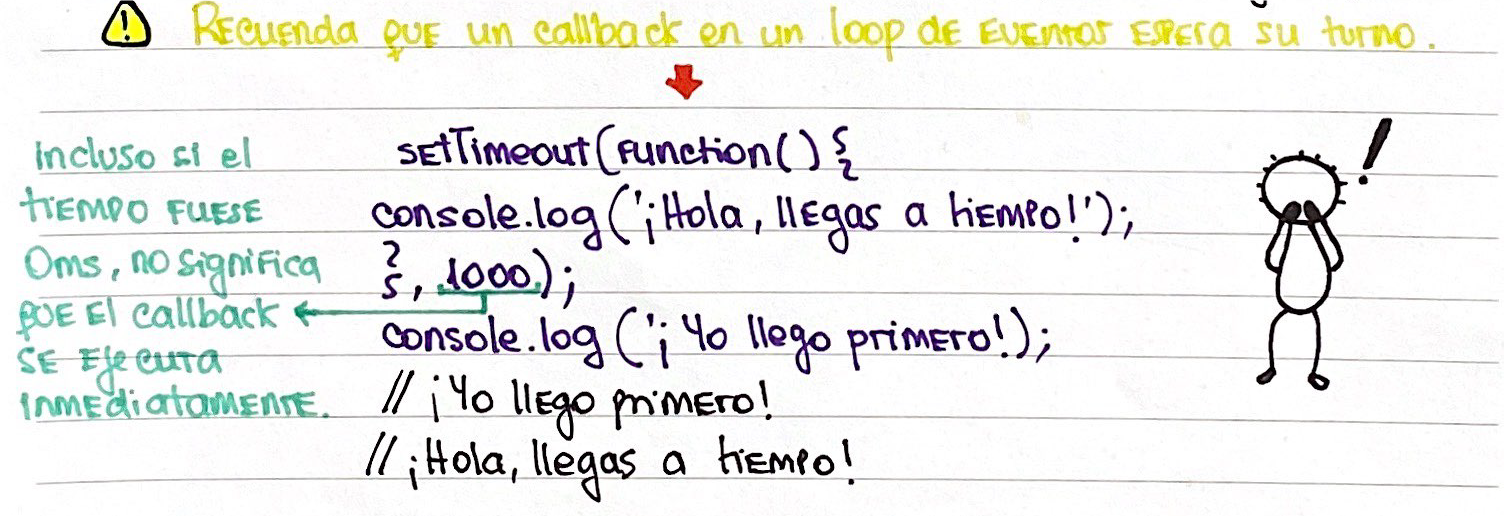 Recuerda que un callback en un loop de eventos espera su turno.
incluso si el
tiempo fuese
0ms, no significa
que el callback
se ejecuta
inmediatamente.
setTimeout(function() {
console.log('¡Hola, llegas a tiempo!');
}, 1000);
console.log('¡Yo llego primero!);
// ¡Yo llego primero!
// ¡Hola, llegas a tiempo!
!